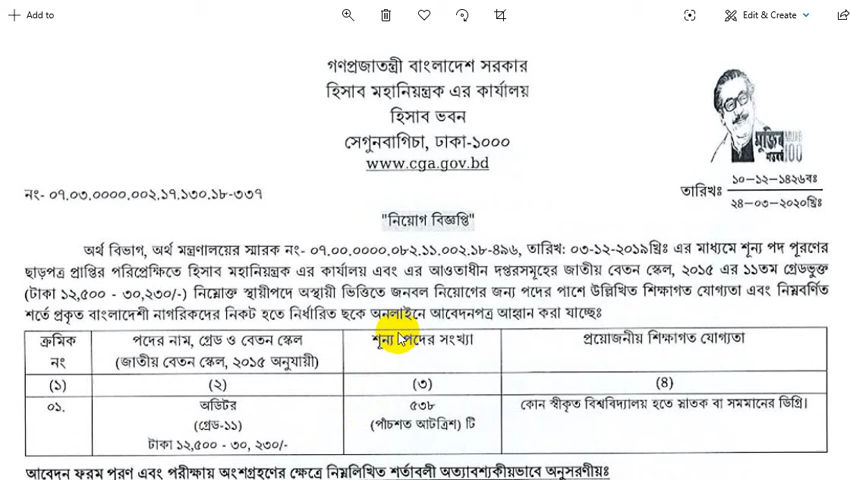 Add to
Edit & Create
গণপ্রজাতন্ত্রী বাংলাদেশ সরকার
হিসাব মহানিয়ন্ত্রক এর কার্যালয়
হিসাব ভবন
সেগুনবাগিচা, ঢাকা-১০০০
www.cga.gov.bd
মুজিব
শতবর্ষ 100
নং- ০৭.০৩.০০০০.০০২.১৭.১৩০.১৮-৩৩৭
তারিখঃ ১০-১২-১৪২৬বঃ
২৪-০৩-২০২০খ্রিঃ
"নিয়োগ বিজ্ঞপ্তি"
অর্থ বিভাগ, অর্থ মন্ত্রণালয়ের স্মারক নং- ০৭.০০.০০০০.০৮২.১১.০০২.১৮-৪৯৬, তারিখ: ০৩-১২-২০১৯খ্রিঃ এর মাধ্যমে শূন্য পদ পূরণের
ছাড়পত্র প্রাপ্তির পরিপ্রেক্ষিতে হিসাব মহানিয়ন্ত্রক এর কার্যালয় এবং এর আওতাধীন দপ্তরসমূহের জাতীয় বেতন স্কেল, ২০১৫ এর ১১তম গ্রেডভুক্ত
(টাকা ১২,৫০০ - ৩০,২৩০/-) নিম্নোক্ত স্থায়ীপদে অস্থায়ী ভিত্তিতে জনবল নিয়োগের জন্য পদের পাশে উল্লিখিত শিক্ষাগত যোগ্যতা এবং নিম্নবর্ণিত
শর্তে প্রকৃত বাংলাদেশী নাগরিকদের নিকট হতে নির্ধারিত ছকে অনলাইনে আবেদনপত্র আহ্বান করা যাচ্ছেঃ
ক্রমিক নং
পদের নাম, গ্রেড ও বেতন স্কেল
(জাতীয় বেতন স্কেল, ২০১৫ অনুযায়ী)
শূন্য পদের সংখ্যা
প্রয়োজনীয় শিক্ষাগত যোগ্যতা
(১) (২) (৩) (৪)
০১.
অডিটর
(গ্রেড-১১)
টাকা ১২,৫০০ - ৩০, ২৩০/-
৫৩৮
(পাঁচশত আটত্রিশ) টি
কোন স্বীকৃত বিশ্ববিদ্যালয় হতে স্নাতক বা সমমানের ডিগ্রি।
আবেদন ফরম পূরণ এবং পরীক্ষায় অংশগ্রহণের ক্ষেত্রে নিম্নলিখিত শর্তাবলী অত্যাবশ্যকীয়ভাবে অনুসরণীয়ঃ